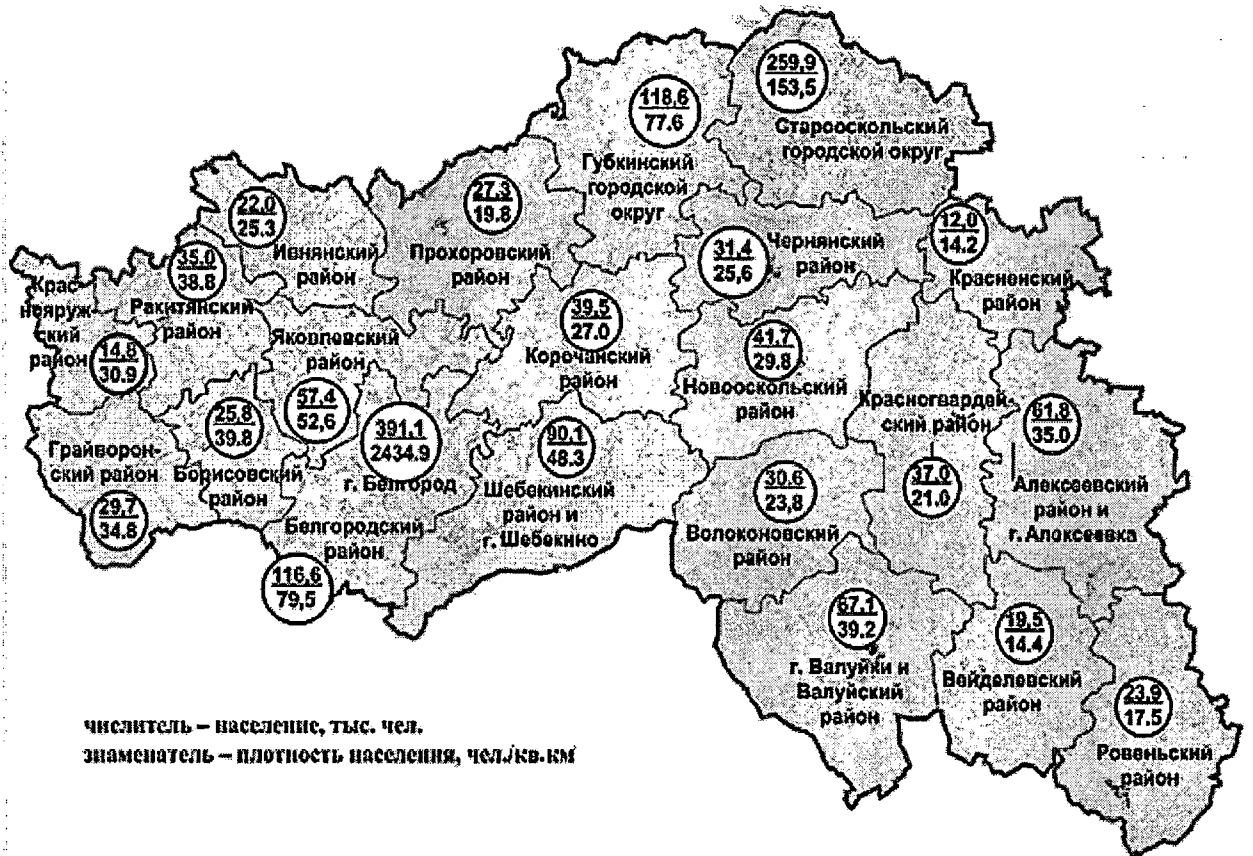 259,9
153,5
Старооскольский
городской округ
118,6
77.6
Губкинский
городской
округ
27,3
19.8
Прохоровский
район
22,0
25.3
Ивнянский
район
12,0
14.2
Красненский
район
31,4
25,6
Чернянский
район
35,0
38.8
Ракитянский
район
Крас-
нояруж-
ский
район
14,8
30.9
39,5
27.0
Корочанский
район
41.7
29.8
Новооскольский
район
Яковлевский
район
57.4
52,6
Красногвардей-
ский район
37.0
21.0
61.8
35.0
Алексеевский
район и
г. Алексеевка
25.8
39.8
Борисовский
район
391.1
2434.9
г. Белгород
90.1
48.3
Шебекинский
район и
г. Шебекино
Грайворон-
ский район
29,7
34.8
30.6
23,8
Волоконовский
район
Белгородский
район
116,6
79,5
67.1
39.2
г. Валуйки и
Валуйский
район
19,5
14.4
Вейделевский
район
23,9
17.5
Ровеньский
район
числитель – население, тыс. чел.
знаменатель – плотность населения, чел./кв.км